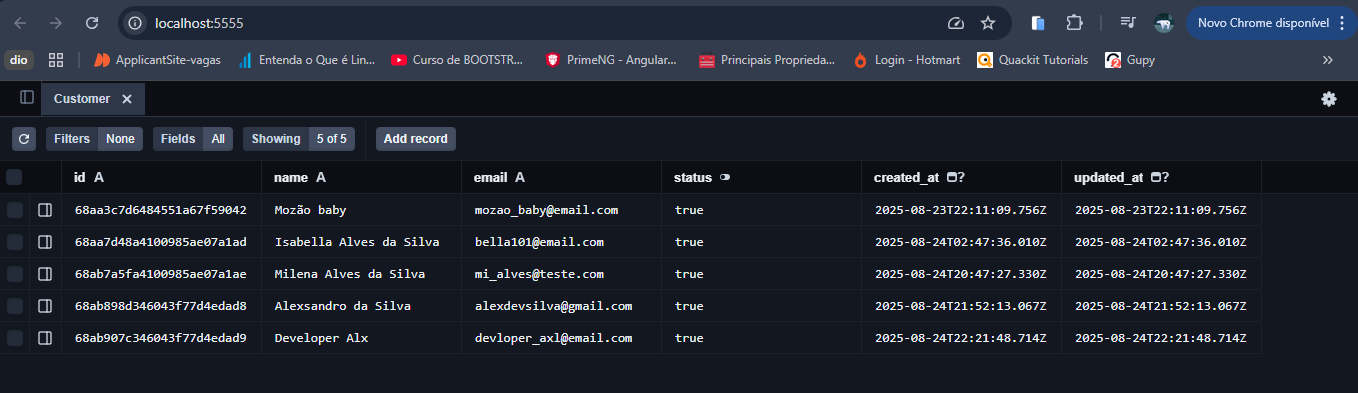 localhost:5555
Novo Chrome disponível
dio ApplicantSite-vagas Entenda o Que é Lin... Curso de BOOTSTR... PrimeNG - Angular... Principais Proprieda... Login - Hotmart Quackit Tutorials Gupy »
Customer
Filters None Fields All Showing 5 of 5 Add record
id A name A email A status created_at ? updated_at ?
68aa3c7d6484551a67f59042 Mozão baby mozao_baby@email.com true 2025-08-23T22:11:09.756Z 2025-08-23T22:11:09.756Z
68aa7d48a4100985ae07a1ad Isabella Alves da Silva bella101@email.com true 2025-08-24T02:47:36.010Z 2025-08-24T02:47:36.010Z
68ab7a5fa4100985ae07a1ae Milena Alves da Silva mi_alves@teste.com true 2025-08-24T20:47:27.330Z 2025-08-24T20:47:27.330Z
68ab898d346043f77d4edad8 Alexsandro da Silva alexdevsilva@gmail.com true 2025-08-24T21:52:13.067Z 2025-08-24T21:52:13.067Z
68ab907c346043f77d4edad9 Developer Alx devloper_axl@email.com true 2025-08-24T22:21:48.714Z 2025-08-24T22:21:48.714Z